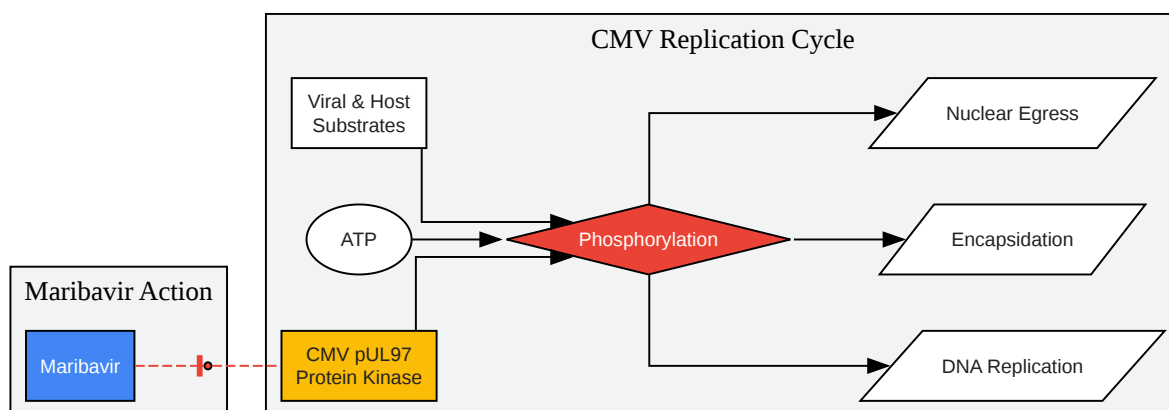 CMV Replication Cycle
Viral & Host
Substrates
Nuclear Egress
ATP
Phosphorylation
Encapsidation
Maribavir Action
Maribavir
CMV pUL97
Protein Kinase
DNA Replication